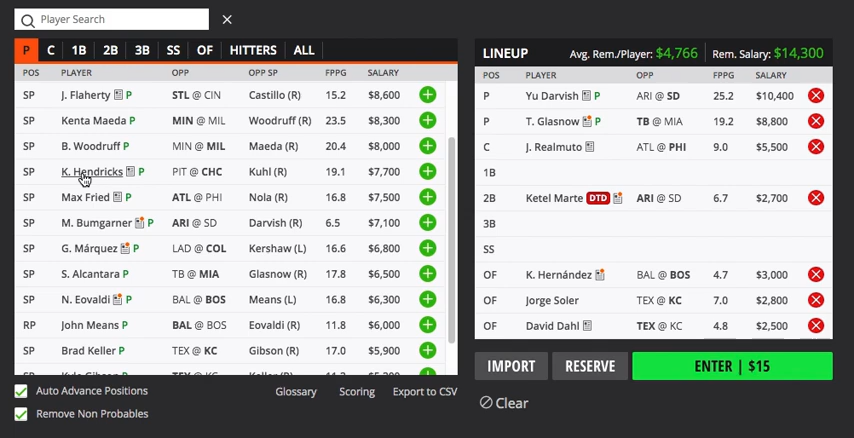 Player Search ×
P C 1B 2B 3B SS OF HITTERS ALL
POS PLAYER OPP OPP SP FPPG SALARY
SP J. Flaherty P STL @ CIN Castillo (R) 15.2 $8,600
SP Kenta Maeda P MIN @ MIL Woodruff (R) 23.5 $8,300
SP B. Woodruff P MIN @ MIL Maeda (R) 20.4 $8,000
SP K. Hendricks P PIT @ CHC Kuhl (R) 19.1 $7,700
SP Max Fried P ATL @ PHI Nola (R) 16.8 $7,500
SP M. Bumgarner P ARI @ SD Darvish (R) 6.5 $7,100
SP G. Márquez P LAD @ COL Kershaw (L) 16.6 $6,800
SP S. Alcantara P TB @ MIA Glasnow (R) 17.8 $6,500
SP N. Eovaldi P BAL @ BOS Means (L) 16.8 $6,300
RP John Means P BAL @ BOS Eovaldi (R) 11.8 $6,000
SP Brad Keller P TEX @ KC Gibson (R) 17.0 $5,900
Auto Advance Positions
Remove Non Probables
Glossary Scoring Export to CSV
LINEUP Avg. Rem./Player: $4,766 Rem. Salary: $14,300
POS PLAYER OPP FPPG SALARY
P Yu Darvish P ARI @ SD 25.2 $10,400
P T. Glasnow P TB @ MIA 19.2 $8,800
C J. Realmuto ATL @ PHI 9.0 $5,500
1B
2B Ketel Marte DTD ARI @ SD 6.7 $2,700
3B
SS
OF K. Hernández BAL @ BOS 4.7 $3,000
OF Jorge Soler TEX @ KC 7.0 $2,800
OF David Dahl TEX @ KC 4.8 $2,500
IMPORT RESERVE ENTER | $15
Clear